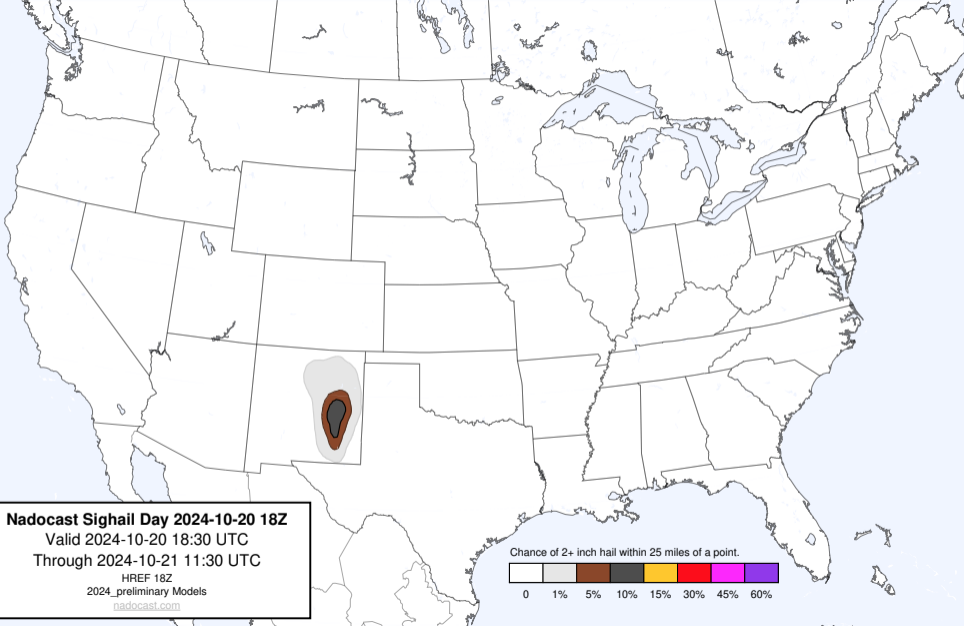 Nadocast Sighail Day 2024-10-20 18Z
Valid 2024-10-20 18:30 UTC
Through 2024-10-21 11:30 UTC
HREF 18Z
2024_preliminary Models
nadocast.com
Chance of 2+ inch hail within 25 miles of a point.
0 1% 5% 10% 15% 30% 45% 60%